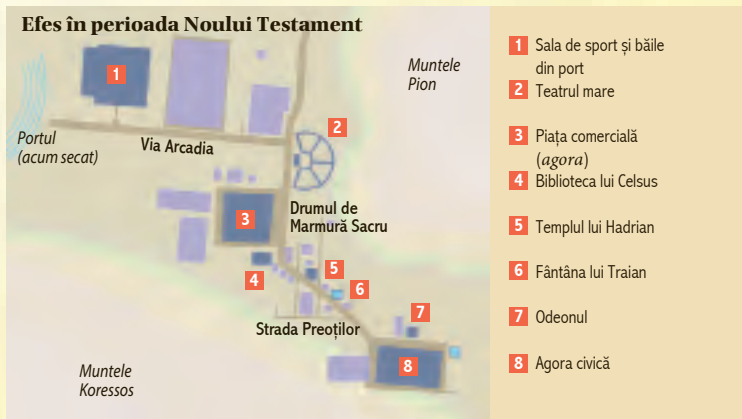 Efes în perioada Noului Testament
1
Muntele
Pion
2
Portul
(acum secat)
Via Arcadia
3
Drumul de
Marmură Sacru
4
5
6
Strada Preoților
7
8
Muntele
Koressos
1 Sala de sport și băile
din port
2 Teatrul mare
3 Piața comercială
(agora)
4 Biblioteca lui Celsus
5 Templul lui Hadrian
6 Fântâna lui Traian
7 Odeonul
8 Agora civică